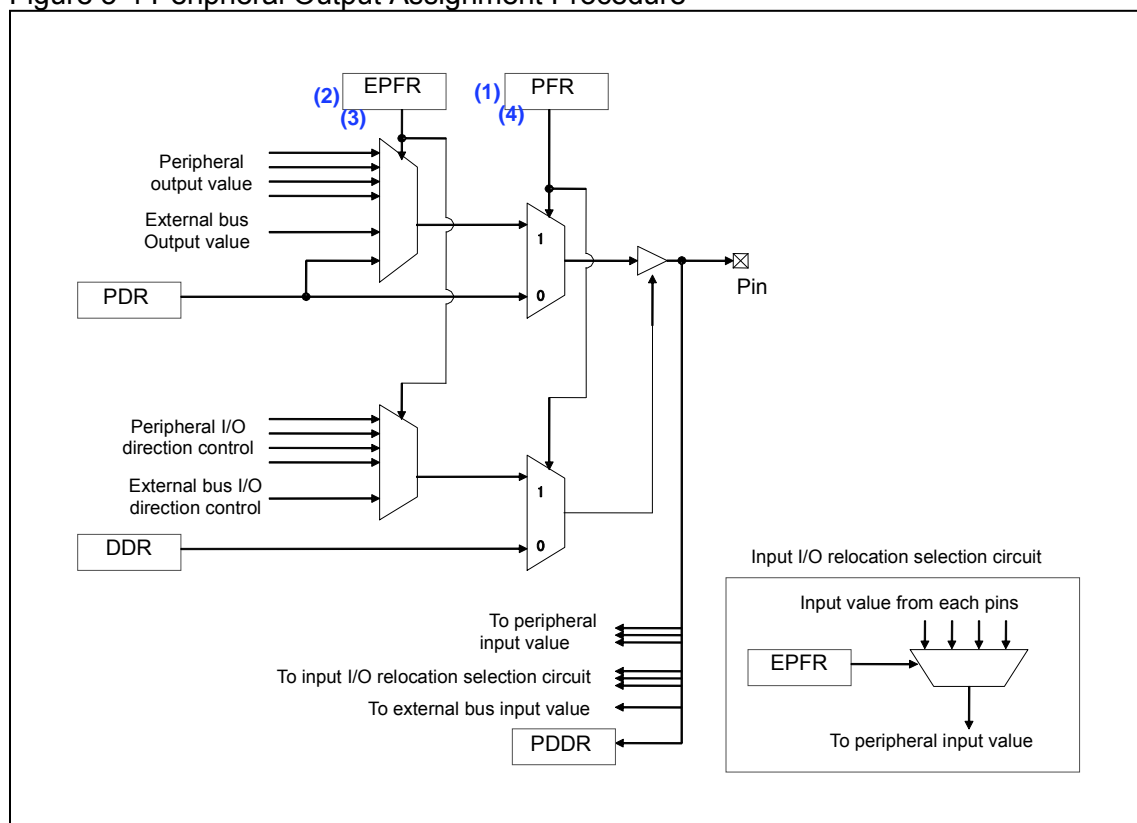 Figure 5-1 Peripheral Output Assignment Procedure
EPFR
(2)
(3)
PFR
(1)
(4)
Peripheral
output value
External bus
Output value
1
0
PDR
Pin
Peripheral I/O
direction control
External bus I/O
direction control
1
0
DDR
Input I/O relocation selection circuit
Input value from each pins
EPFR
To peripheral input value
To peripheral
input value
To input I/O relocation selection circuit
To external bus input value
PDDR